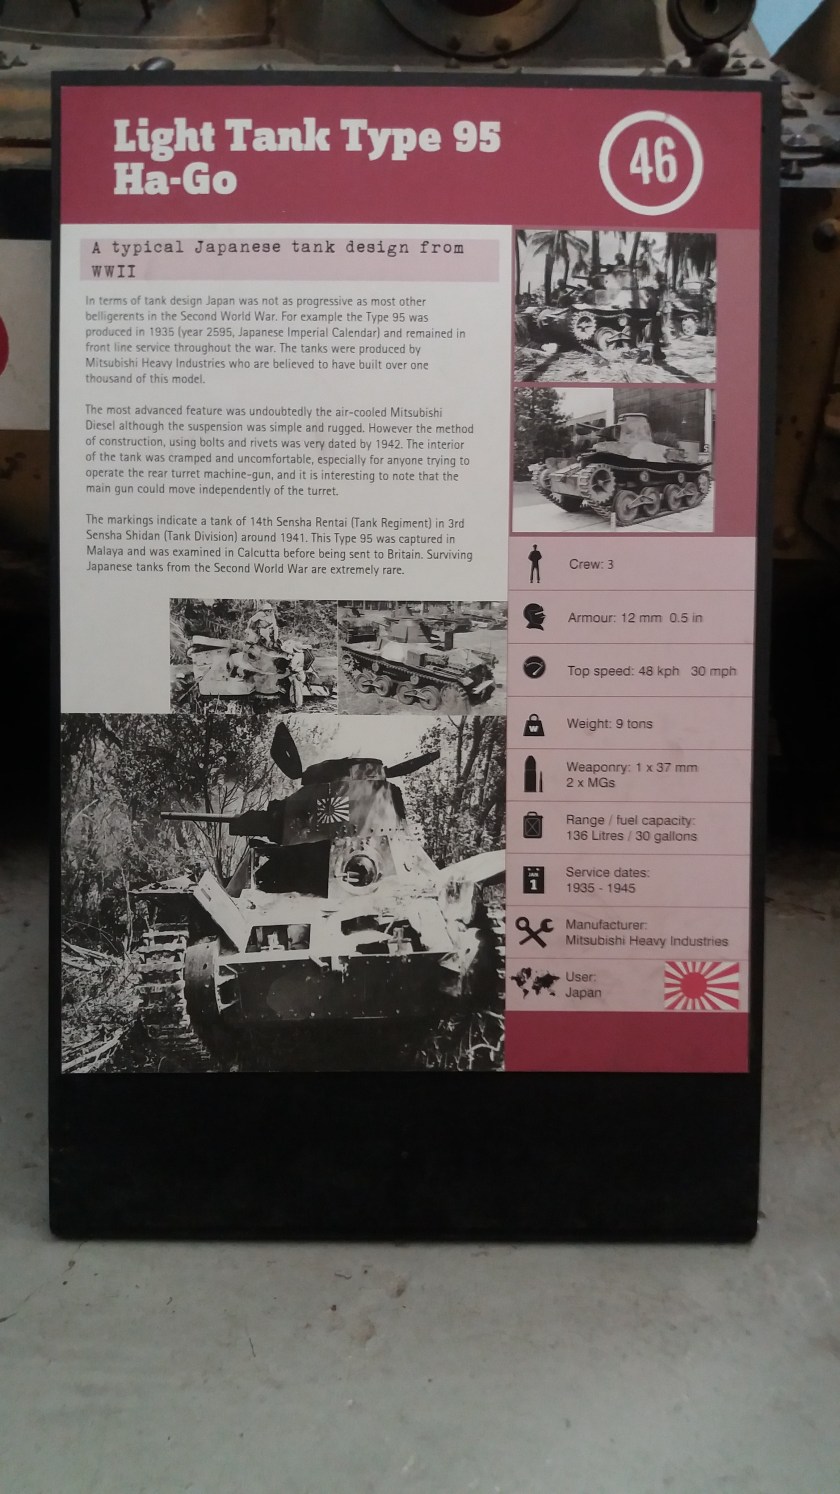 Light Tank Type 95
Ha-Go
46
A typical Japanese tank design from
WWII
In terms of tank design Japan was not as progressive as most other
belligerents in the Second World War. For example the Type 95 was
produced in 1935 (year 2595, Japanese Imperial Calendar) and remained in
front line service throughout the war. The tanks were produced by
Mitsubishi Heavy Industries who are believed to have built over one
thousand of this model.
The most advanced feature was undoubtedly the air-cooled Mitsubishi
Diesel although the suspension was simple and rugged. However the method
of construction, using bolts and rivets was very dated by 1942. The interior
of the tank was cramped and uncomfortable, especially for anyone trying to
operate the rear turret machine-gun, and it is interesting to note that the
main gun could move independently of the turret.
The markings indicate a tank of 14th Sensha Rentai (Tank Regiment) in 3rd
Sensha Shidan (Tank Division) around 1941. This Type 95 was captured in
Malaya and was examined in Calcutta before being sent to Britain. Surviving
Japanese tanks from the Second World War are extremely rare.
Crew: 3
Armour: 12 mm 0.5 in
Top speed: 48 kph 30 mph
W
Weight: 9 tons
Weaponry: 1 x 37 mm
2 x MGs
Range / fuel capacity:
136 Litres / 30 gallons
JAN
1
Service dates:
1935 - 1945
Manufacturer:
Mitsubishi Heavy Industries
User:
Japan